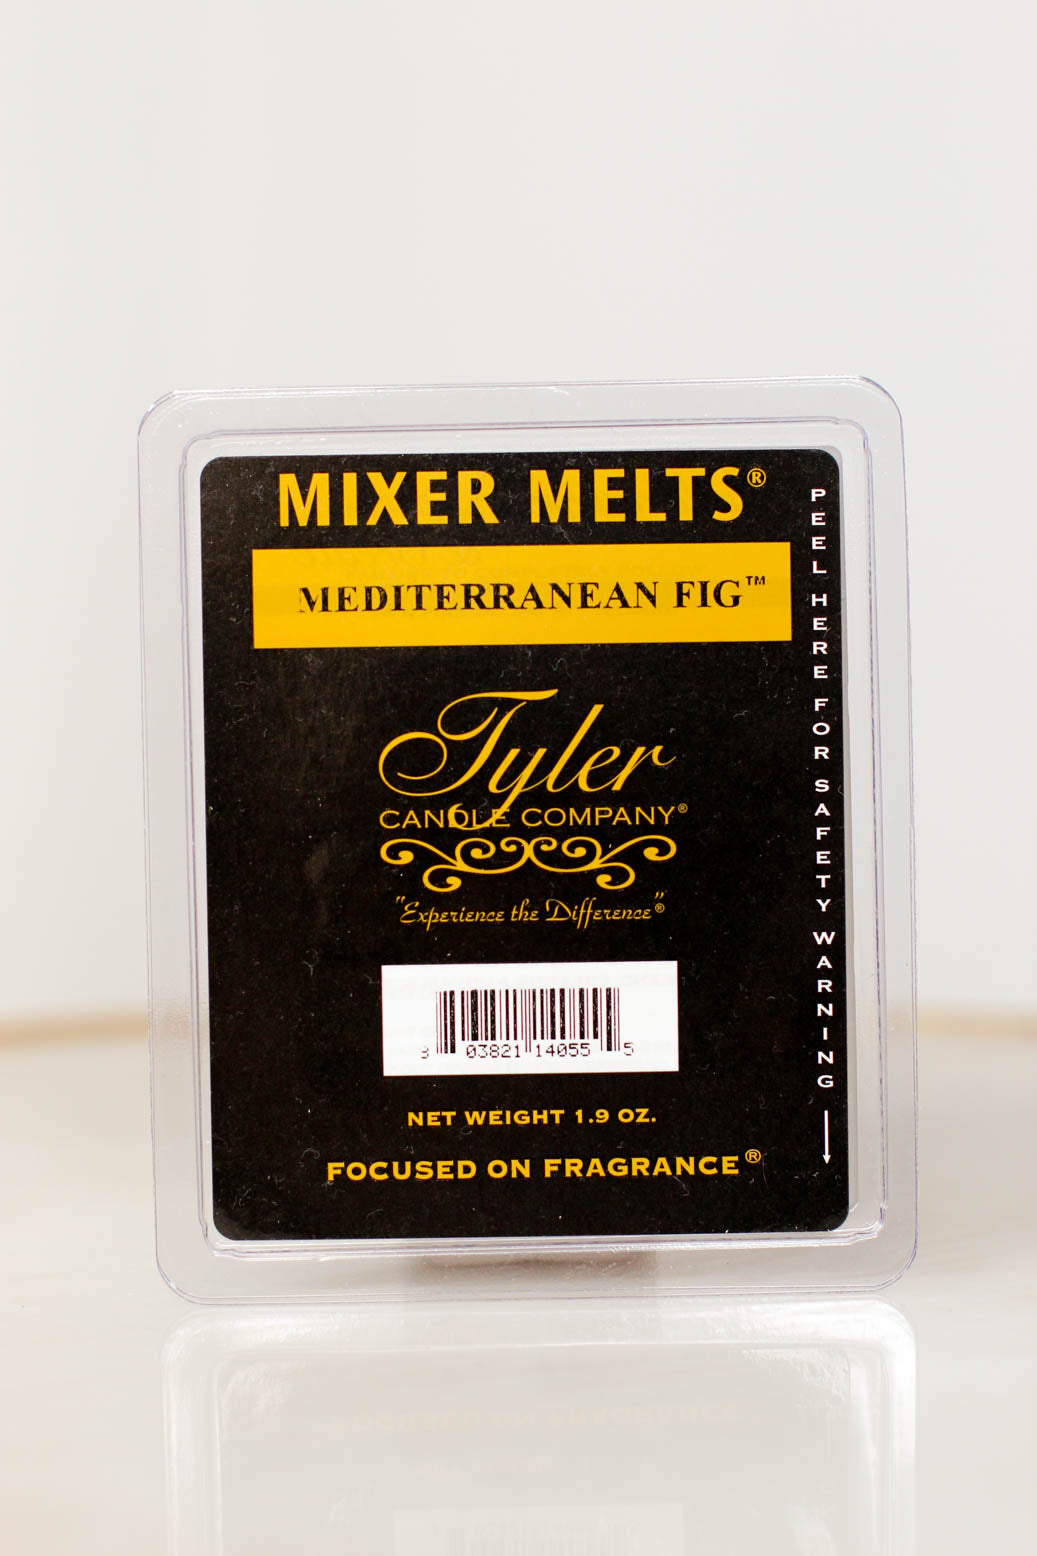 MIXER MELTS®
MEDITERRANEAN FIG™
Tyler
CANDLE COMPANY®
"Experience the Difference"®
03821 14055 5
NET WEIGHT 1.9 OZ.
FOCUSED ON FRAGRANCE®
PEEL HERE FOR SAFETY WARNING